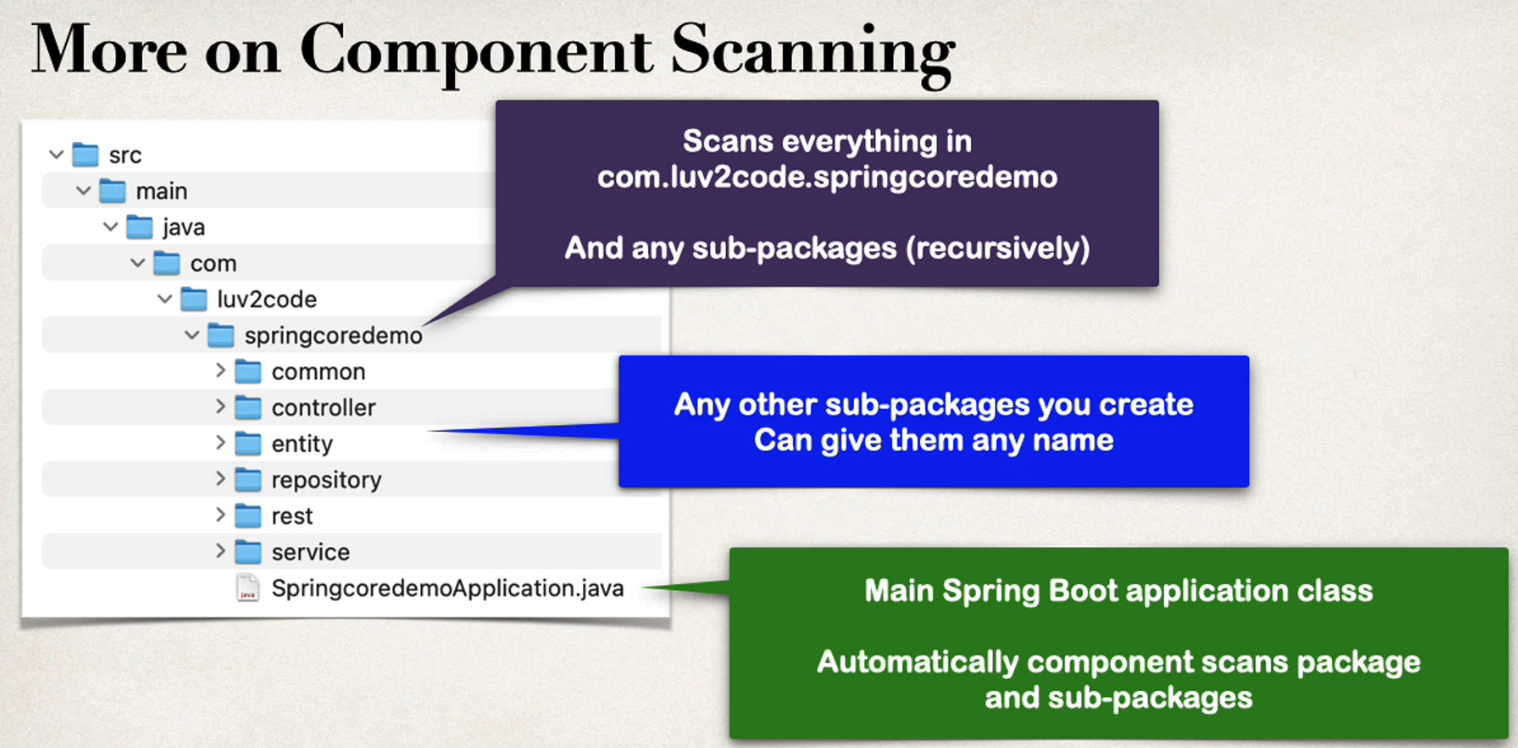 More on Component Scanning
src
main
java
com
luv2code
springcoredemo
common
controller
entity
repository
rest
service
java
SpringcoredemoApplication.java
Scans everything in
com.luv2code.springcoredemo
And any sub-packages (recursively)
Any other sub-packages you create
Can give them any name
Main Spring Boot application class
Automatically component scans package
and sub-packages